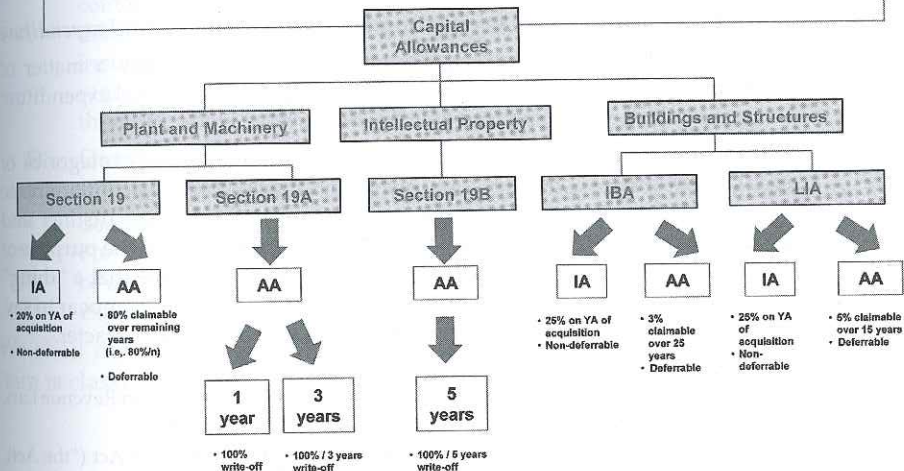 Capital
Allowances
Plant and Machinery
Intellectual Property
Buildings and Structures
Section 19
Section 19A
Section 19B
IBA
LIA
IA
AA
AA
AA
IA
AA
IA
AA
• 20% on YA of
acquisition
• Non-deferrable
• 80% claimable
over remaining
years
(i.e,. 80%/n)
• Deferrable
• 25% on YA of
acquisition
• Non-deferrable
• 3%
claimable
over 25
years
• Deferrable
• 25% on YA
of
acquisition
• Non-
deferrable
• 5% claimable
over 15 years
• Deferrable
1
year
3
years
5
years
• 100%
write-off
• 100% / 3 years
write-off
• 100% / 5 years
write-off